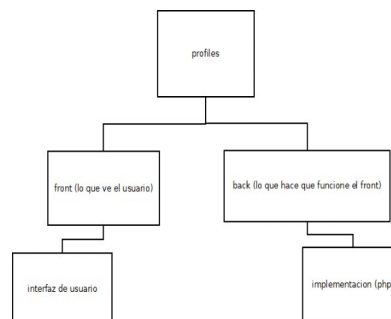 profiles
front (lo que ve el usuario)
back (lo que hace que funcione el front)
interfaz de usuario
implementacion (php